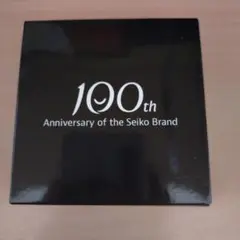 100th
Anniversary of the Seiko Brand